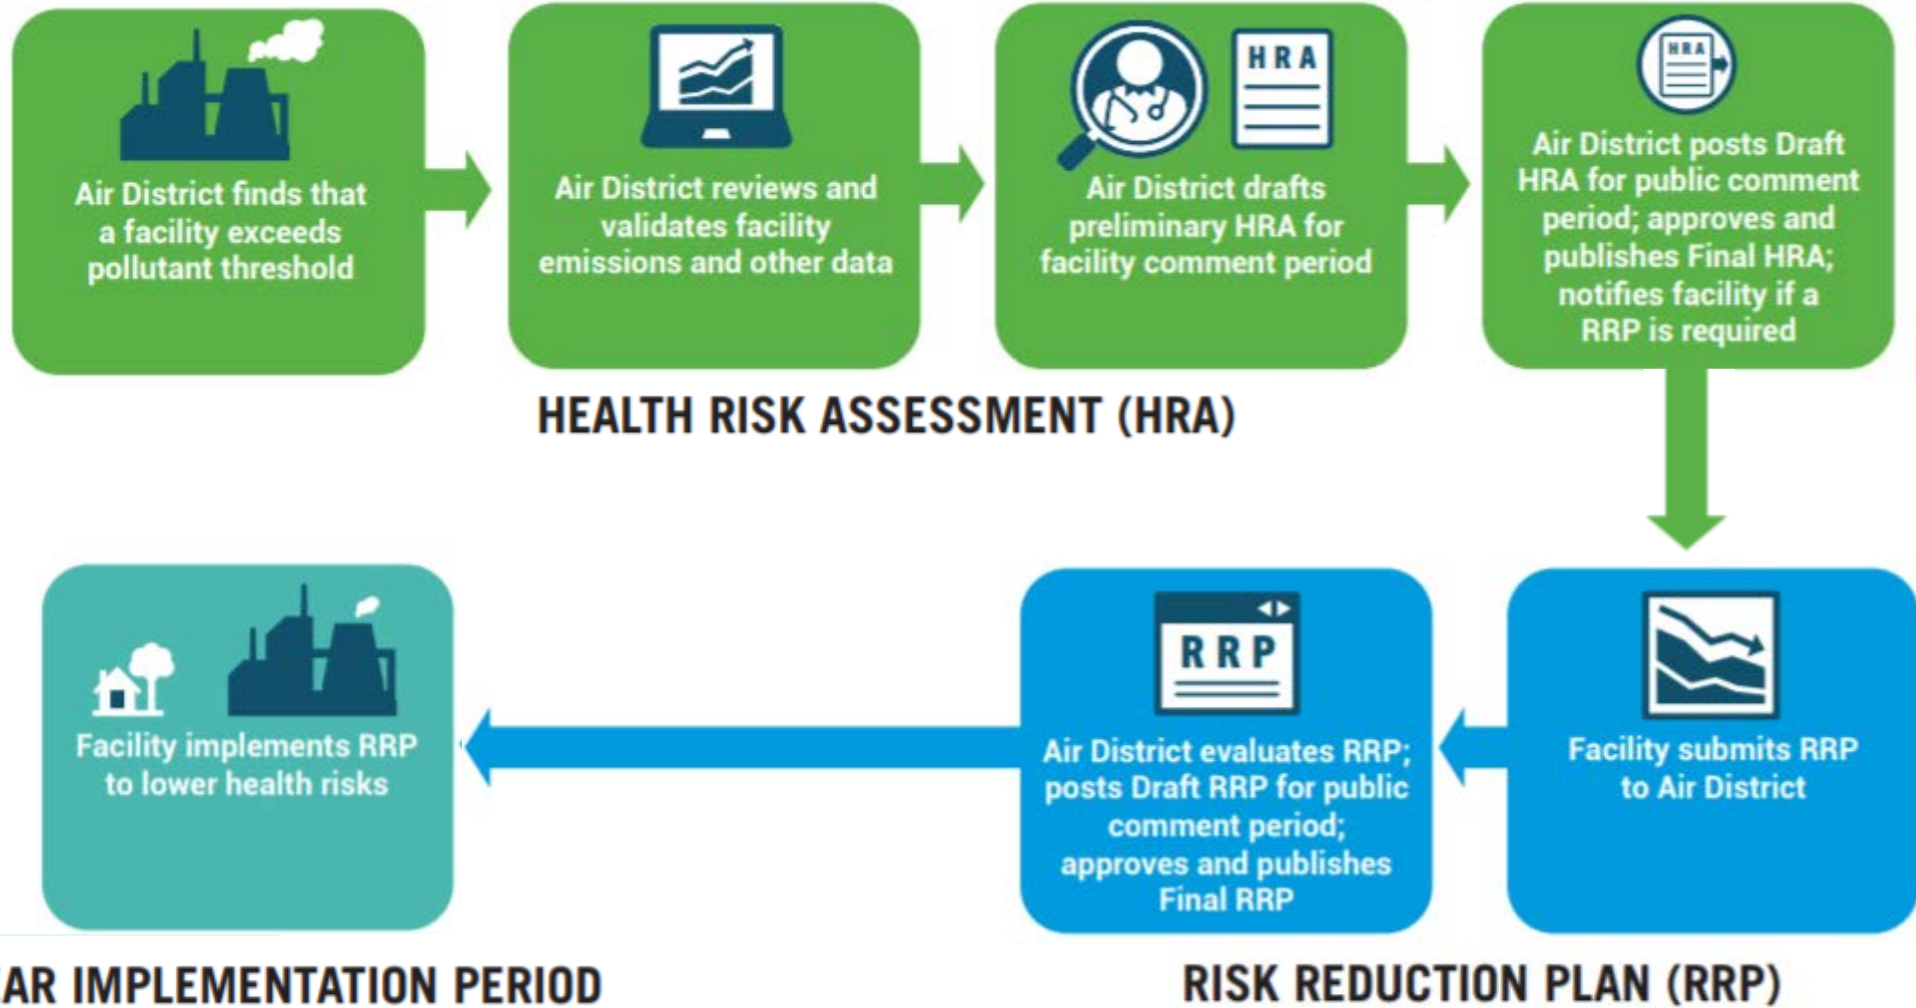 Air District finds that
a facility exceeds
pollutant threshold
Air District reviews and
validates facility
emissions and other data
HRA
Air District drafts
preliminary HRA for
facility comment period
HRA
Air District posts Draft
HRA for public comment
period; approves and
publishes Final HRA;
notifies facility if a
RRP is required
HEALTH RISK ASSESSMENT (HRA)
Facility implements RRP
to lower health risks
RRP
Air District evaluates RRP;
posts Draft RRP for public
comment period;
approves and publishes
Final RRP
Facility submits RRP
to Air District
IMPLEMENTATION PERIOD
RISK REDUCTION PLAN (RRP)